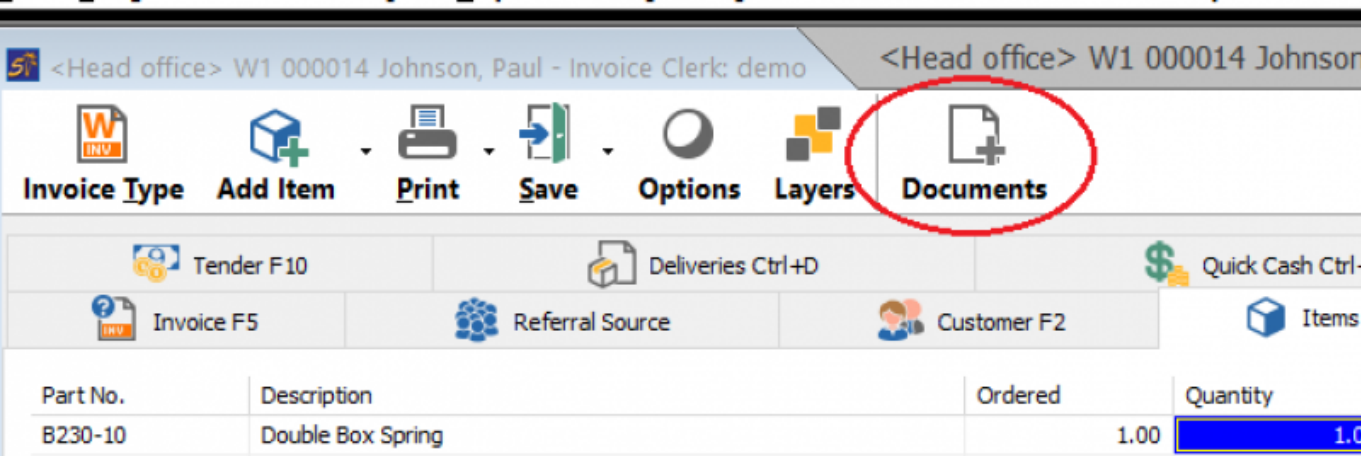 <Head office> W1 000014 Johnson, Paul - Invoice Clerk: demo
<Head office> W1 000014 Johnson
Invoice Type Add Item Print Save Options Layers Documents
Tender F10 Deliveries Ctrl+D Quick Cash Ctrl+
Invoice F5 Referral Source Customer F2 Items
Part No. Description Ordered Quantity
B230-10 Double Box Spring 1.00 1.0